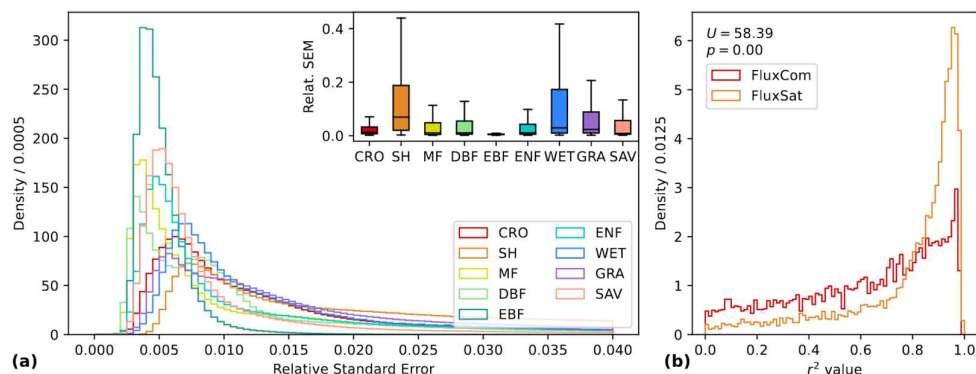 300
250
200
150
100
50
0
Density / 0.0005
0.000
0.005
0.010
0.015
0.020
0.025
0.030
0.035
0.040
Relative Standard Error
(a)
0.4
0.2
0.0
Relat. SEM
CRO SH MF DBF EBF ENF WET GRA SAV
CRO
SH
MF
DBF
EBF
ENF
WET
GRA
SAV
6
5
4
3
2
1
0
Density / 0.0125
U = 58.39
p = 0.00
FluxCom
FluxSat
0.0
0.2
0.4
0.6
0.8
1.0
r² value
(b)